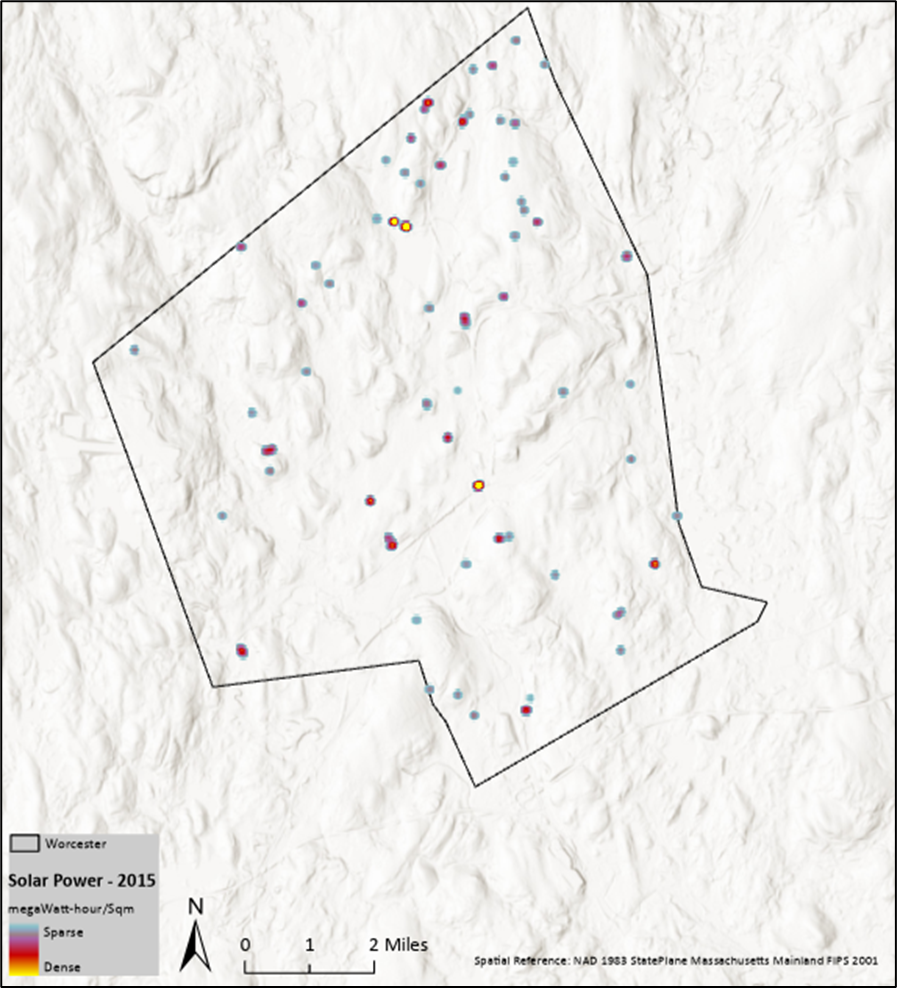 Worcester
Solar Power - 2015
megaWatt-hour/Sqm
Sparse
Dense
N
0 1 2 Miles
Spatial Reference: NAD 1983 StatePlane Massachusetts Mainland FIPS 2001